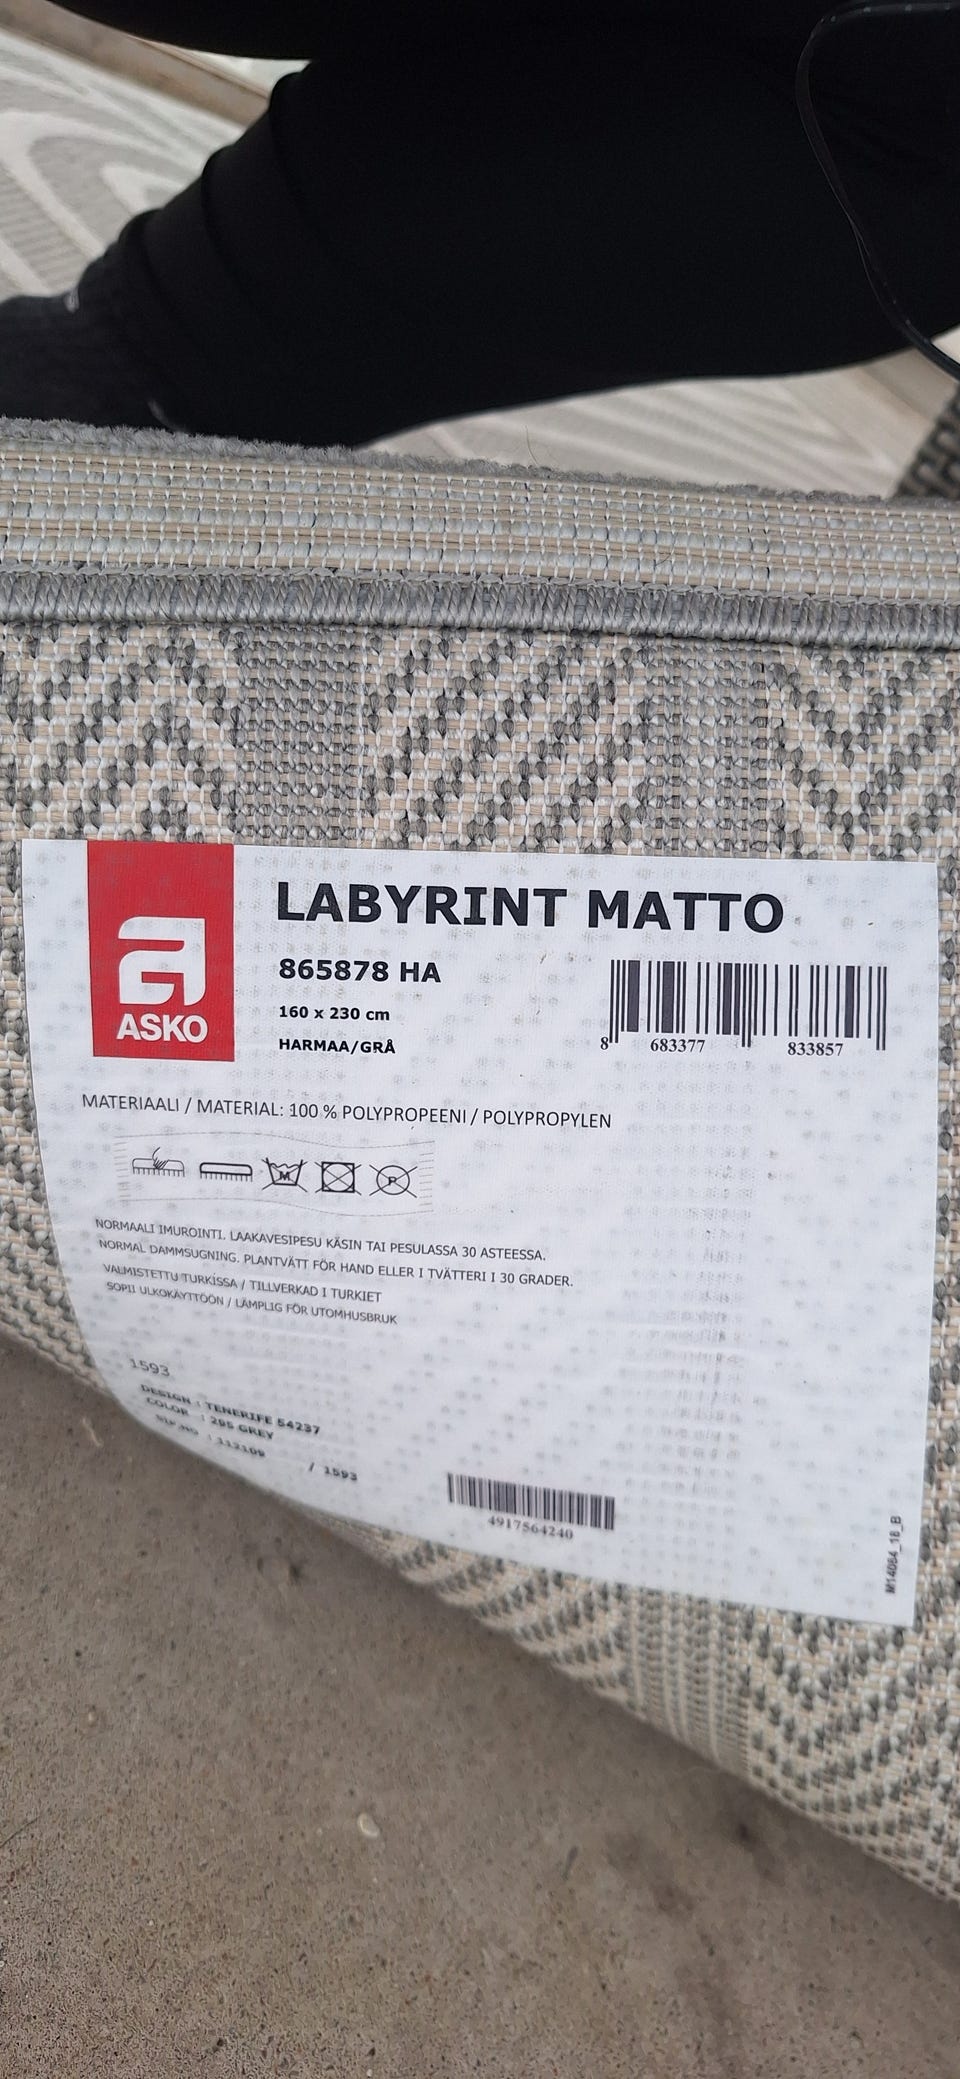 ASKO
LABYRINT MATTO
865878 HA
160 x 230 cm
HARMAA/GRÅ
8 683377 833857
MATERIAALI / MATERIAL: 100 % POLYPROPEENI / POLYPROPYLEN
M P
NORMAALI IMUROINTI. LAAKAVESIPESU KÄSIN TAI PESULASSA 30 ASTEESSA.
NORMAL DAMMSUGNING. PLANTVÄTT FÖR HAND ELLER I TVÄTTERI I 30 GRADER.
VALMISTETTU TURKISSA / TILLVERKAD I TURKIET
SOPII ULKOKÄYTTÖÖN / LÄMPLIG FÖR UTOMHUSBRUK
1593
DESIGN : TENERIFE 54237
COLOR : 295 GREY
: 112109 / 1593
4917564240
M14064_18_B